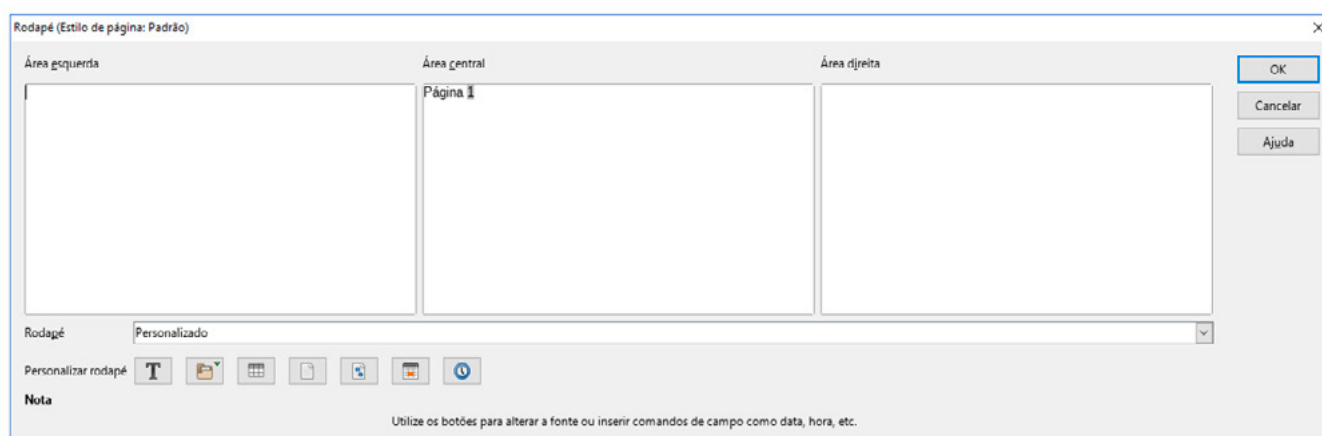 Rodapé (Estilo de página: Padrão)
Área esquerda
Área central
Área direita
Página 1
OK
Cancelar
Ajuda
Rodapé
Personalizado
Personalizar rodapé
T
Nota
Utilize os botões para alterar a fonte ou inserir comandos de campo como data, hora, etc.